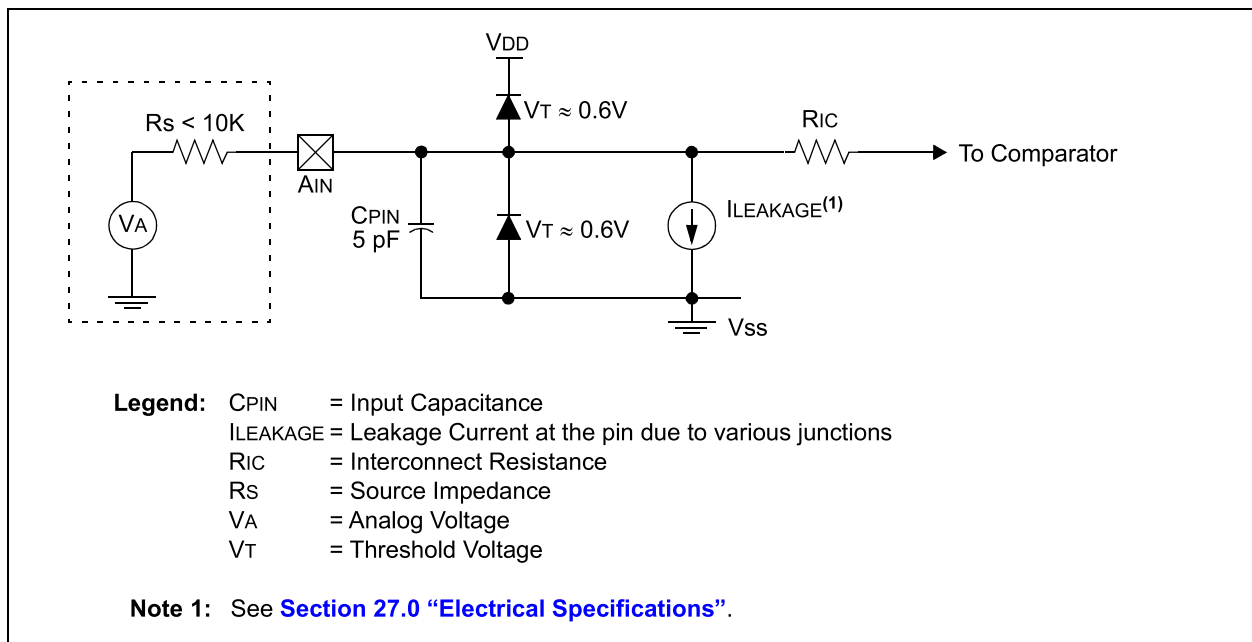 VDD
VT ≈ 0.6V
Rs < 10K
RIC
To Comparator
AIN
VA
CPIN
5 pF
VT ≈ 0.6V
ILEAKAGE(1)
Vss
Legend: CPIN = Input Capacitance
ILEAKAGE = Leakage Current at the pin due to various junctions
RIC = Interconnect Resistance
RS = Source Impedance
VA = Analog Voltage
VT = Threshold Voltage
Note 1: See Section 27.0 “Electrical Specifications”.